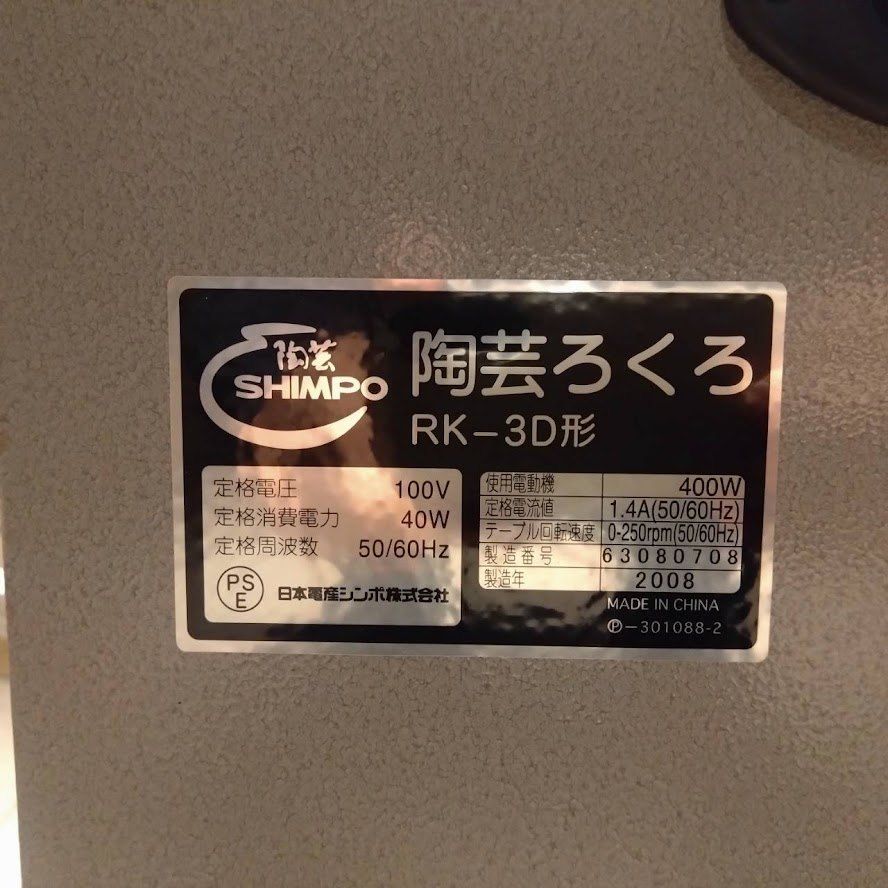 陶芸
SHIMPO
陶芸ろくろ
RK-3D形
定格電圧 100V
定格消費電力 40W
定格周波数 50/60Hz
PS
E
日本電産シンポ株式会社
使用電動機 400W
定格電流値 1.4A(50/60Hz)
テーブル回転速度 0-250rpm(50/60Hz)
製造番号 63080708
製造年 2008
MADE IN CHINA
Ⓟ-301088-2